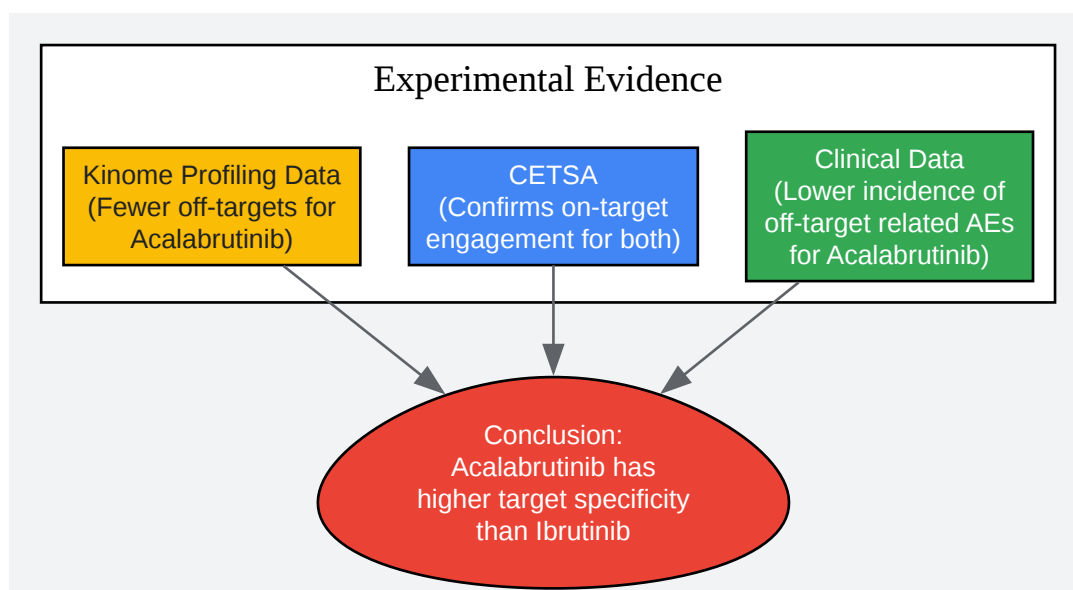 Experimental Evidence
Kinome Profiling Data
(Fewer off-targets for
Acalabrutinib)
CETSA
(Confirms on-target
engagement for both)
Clinical Data
(Lower incidence of
off-target related AEs
for Acalabrutinib)
Conclusion:
Acalabrutinib has
higher target specificity
than Ibrutinib